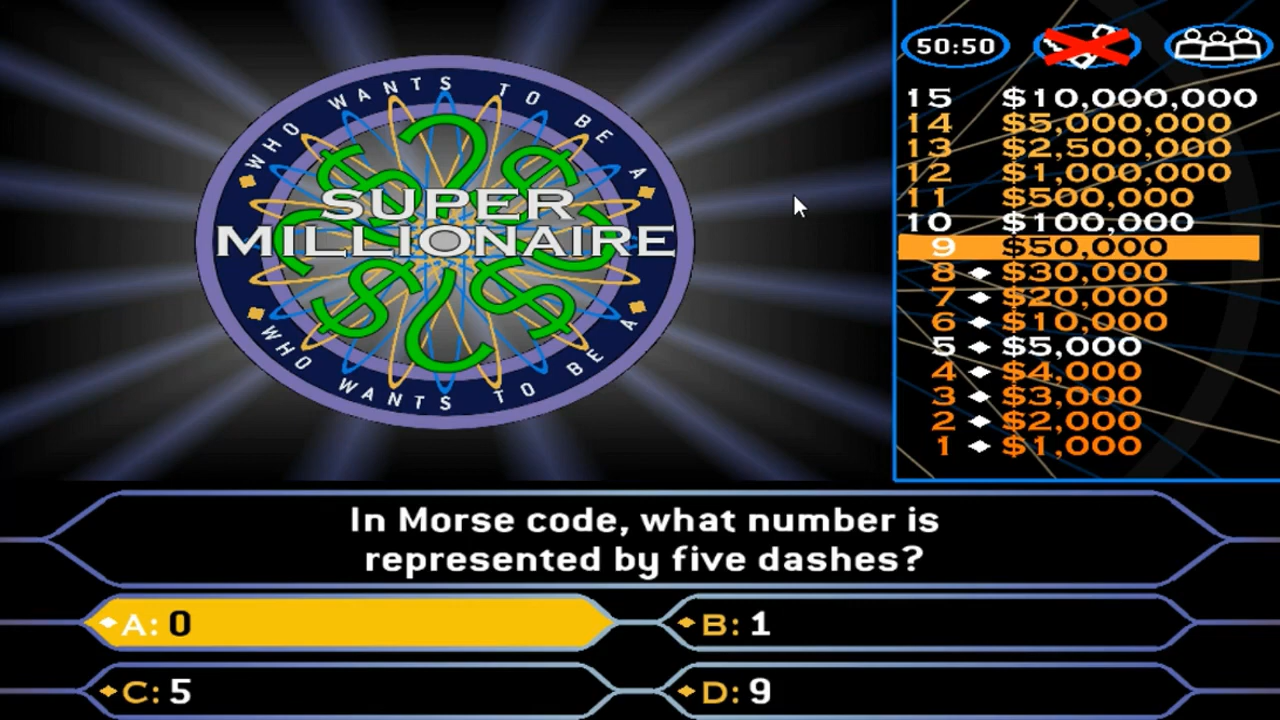 WHO WANTS TO BE A
SUPER
MILLIONAIRE
WHO WANTS TO BE A
50:50
15 $10,000,000
14 $5,000,000
13 $2,500,000
12 $1,000,000
11 $500,000
10 $100,000
9 $50,000
8 $30,000
7 $20,000
6 $10,000
5 $5,000
4 $4,000
3 $3,000
2 $2,000
1 $1,000
In Morse code, what number is
represented by five dashes?
A: 0
B: 1
C: 5
D: 9